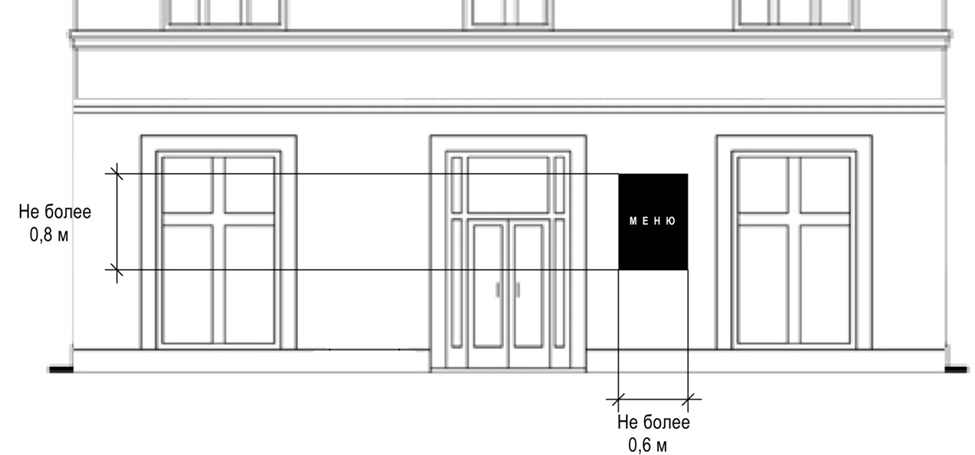 Не более
0,8 м
МЕНЮ
Не более
0,6 м